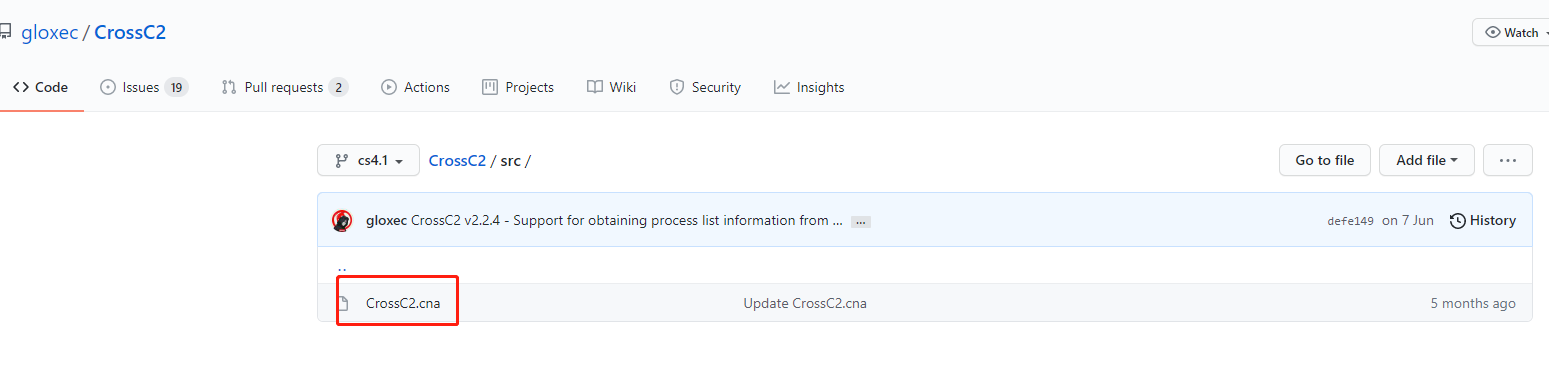 gloxec / CrossC2
Watch
Code Issues 19 Pull requests 2 Actions Projects Wiki Security Insights
cs4.1 CrossC2 / src / Go to file Add file ...
gloxec CrossC2 v2.2.4 - Support for obtaining process list information from ... ... defe149 on 7 Jun History
..
CrossC2.cna Update CrossC2.cna 5 months ago